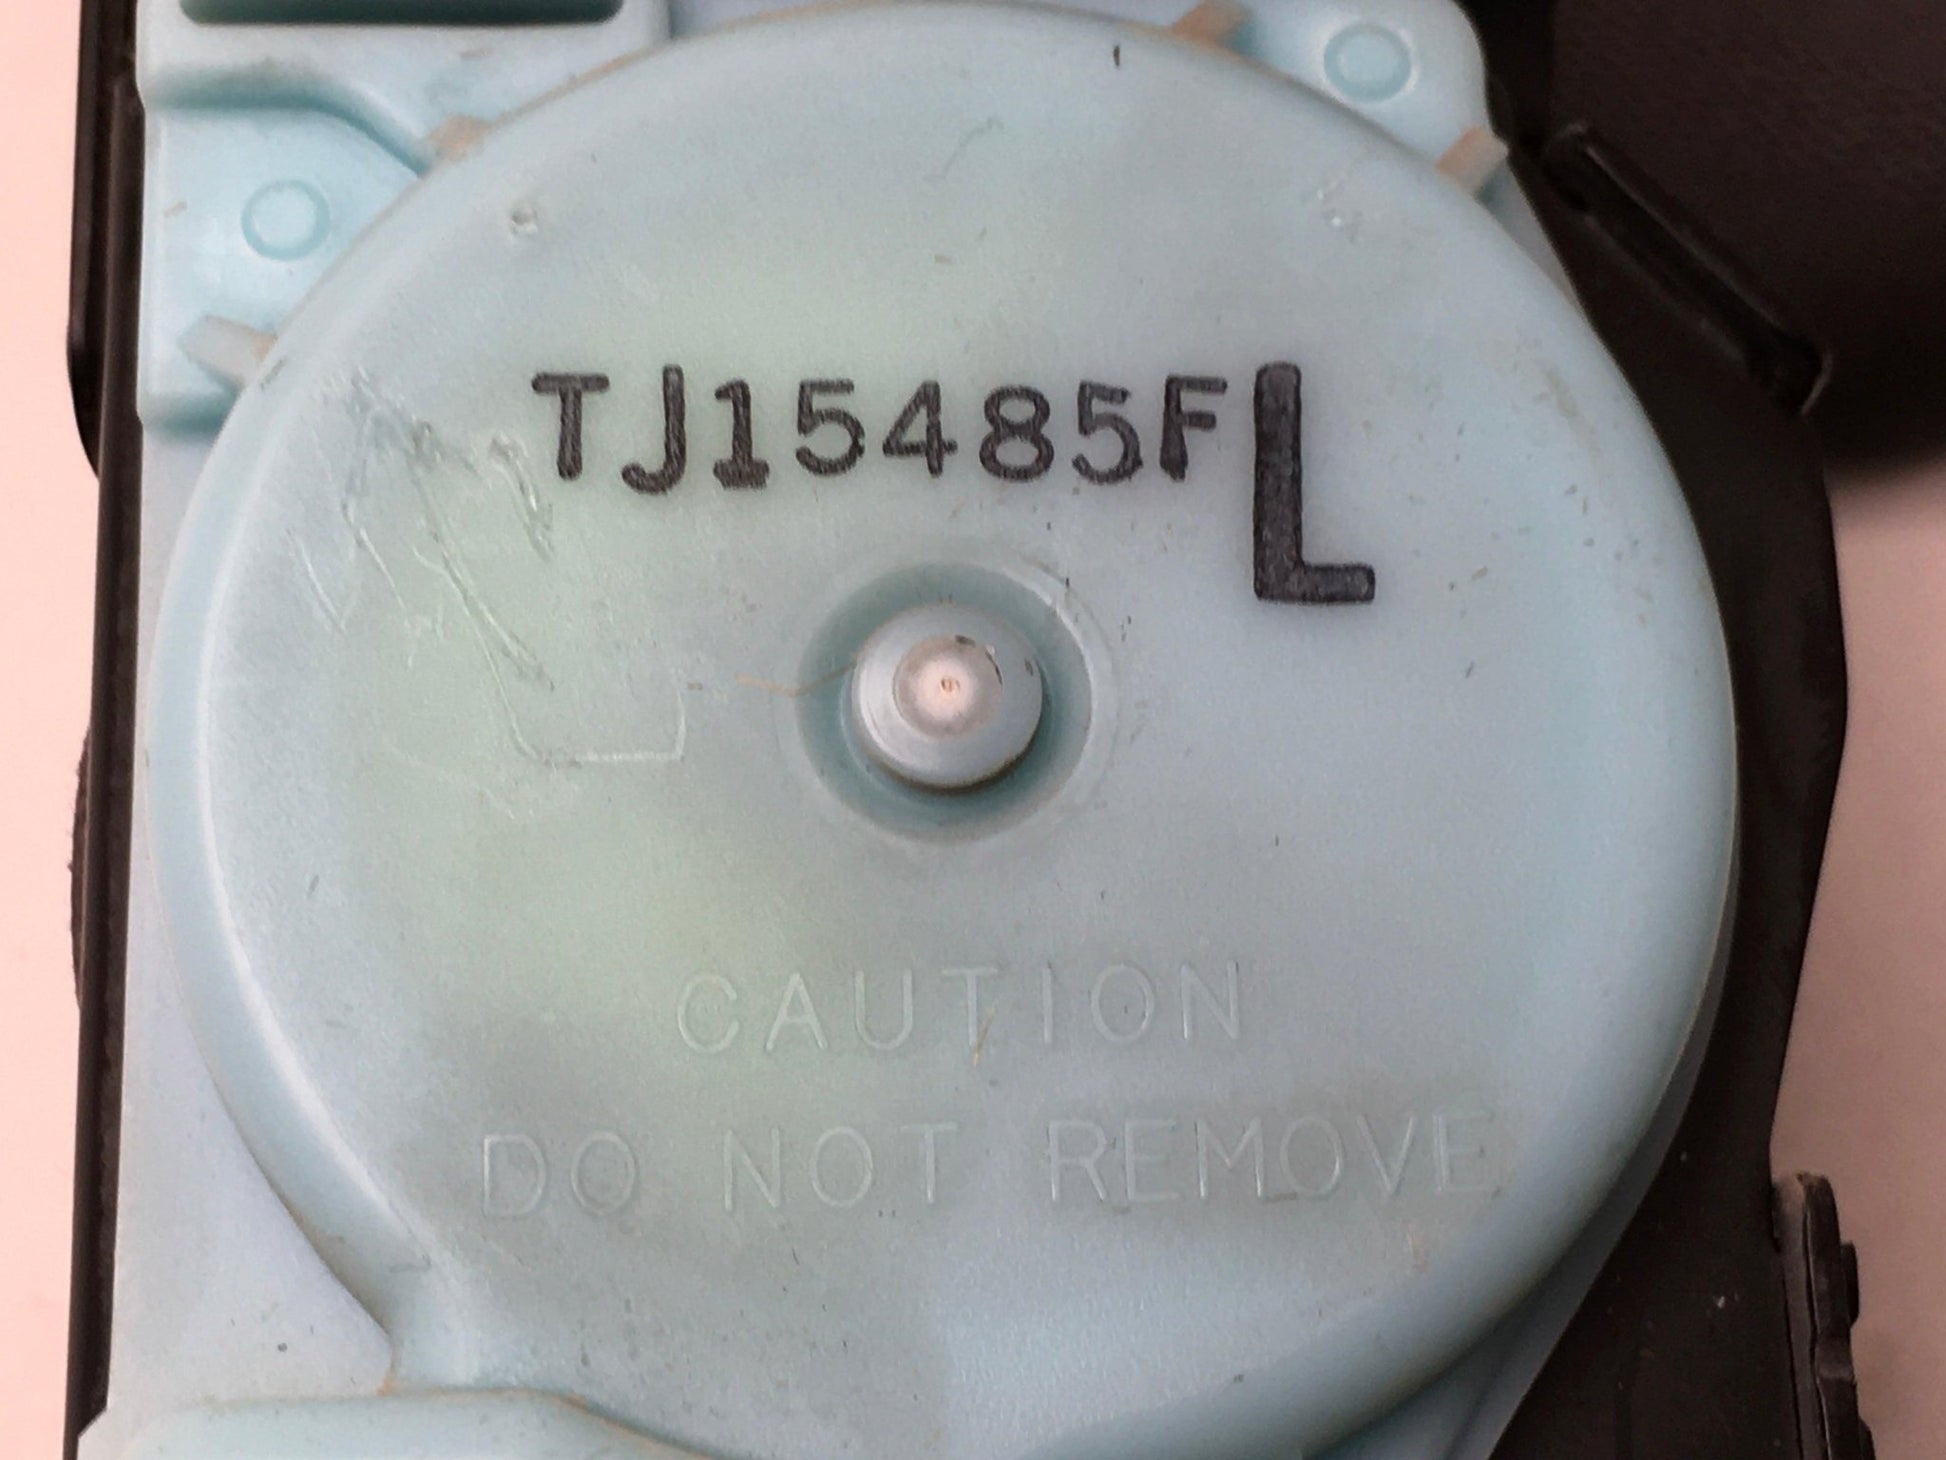 TJ15485FL
CAUTION
DO NOT REMOVE